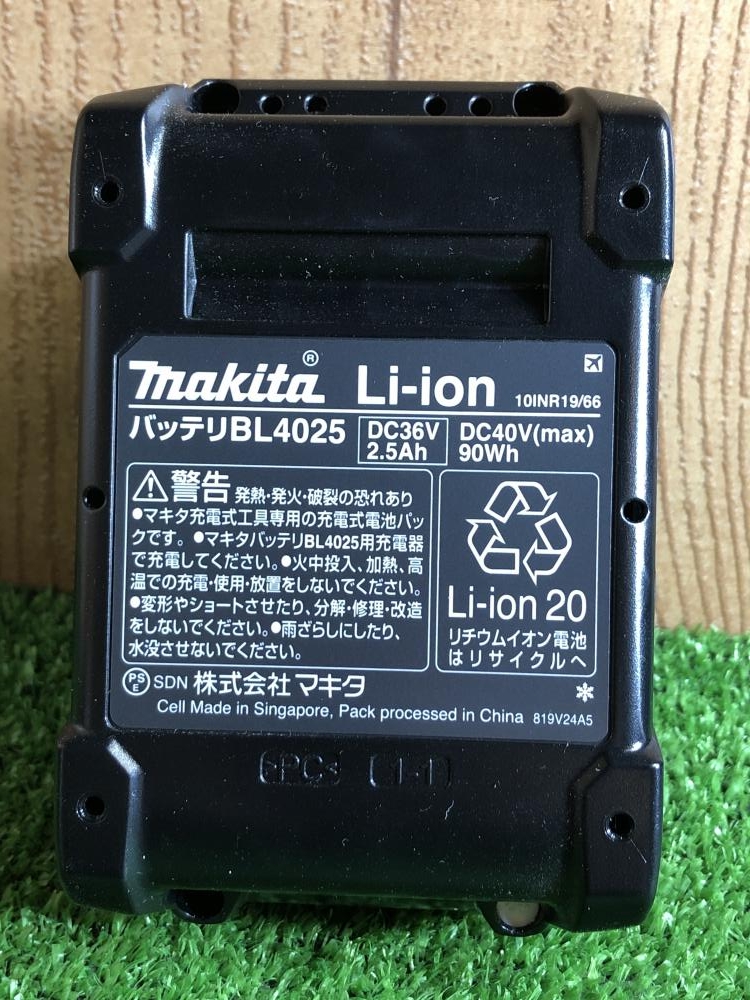 makita® Li-ion 10INR19/66
バッテリBL4025 DC36V 2.5Ah DC40V(max) 90Wh
警告 発熱・発火・破裂の恐れあり
●マキタ充電式工具専用の充電式電池パッ
クです。●マキタバッテリBL4025用充電器
で充電してください。●火中投入、加熱、高
温での充電・使用・放置をしないでください。
●変形やショートさせたり、分解・修理・改造
をしないでください。●雨ざらしにしたり、
水没させないでください。
Li-ion 20
リチウムイオン電池
はリサイクルへ
PSE SDN 株式会社 マキタ
Cell Made in Singapore, Pack processed in China 819V24A5